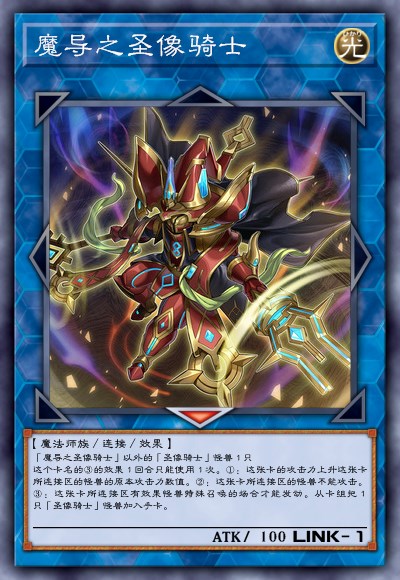 魔导之圣像骑士
光
【魔法师族／连接／效果】
「魔导之圣像骑士」以外的「圣像骑士」怪兽1只
这个卡名的③的效果1回合只能使用1次。①：这张卡的攻击力上升这张卡
所连接区的怪兽的原本攻击力数值。②：这张卡所连接区的怪兽不能攻击。
③：这张卡所连接区有效果怪兽特殊召唤的场合才能发动。从卡组把1
只「圣像骑士」怪兽加入手卡。
ATK/ 100 LINK-1